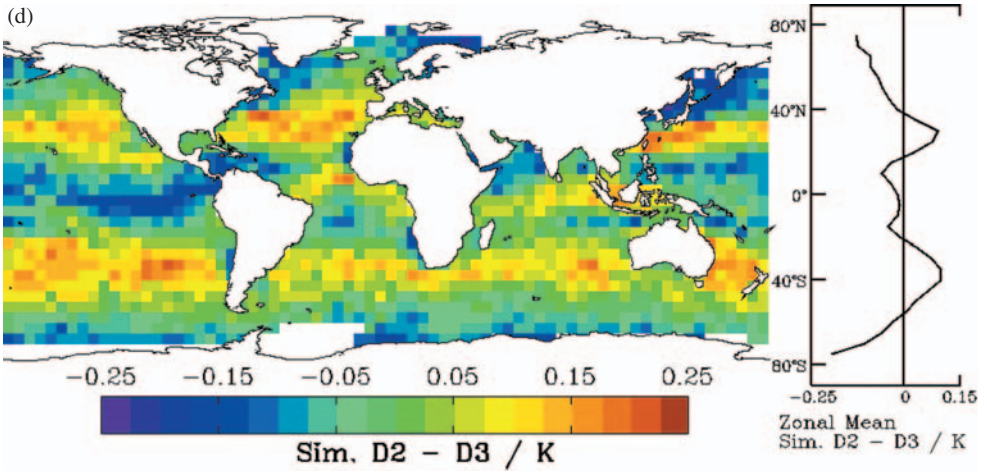 (d)
80°N
40°N
0°
40°S
80°S
-0.25 -0.15 -0.05 0.05 0.15 0.25
Sim. D2 - D3 / K
-0.25 0 0.15
Zonal Mean
Sim. D2 - D3 / K